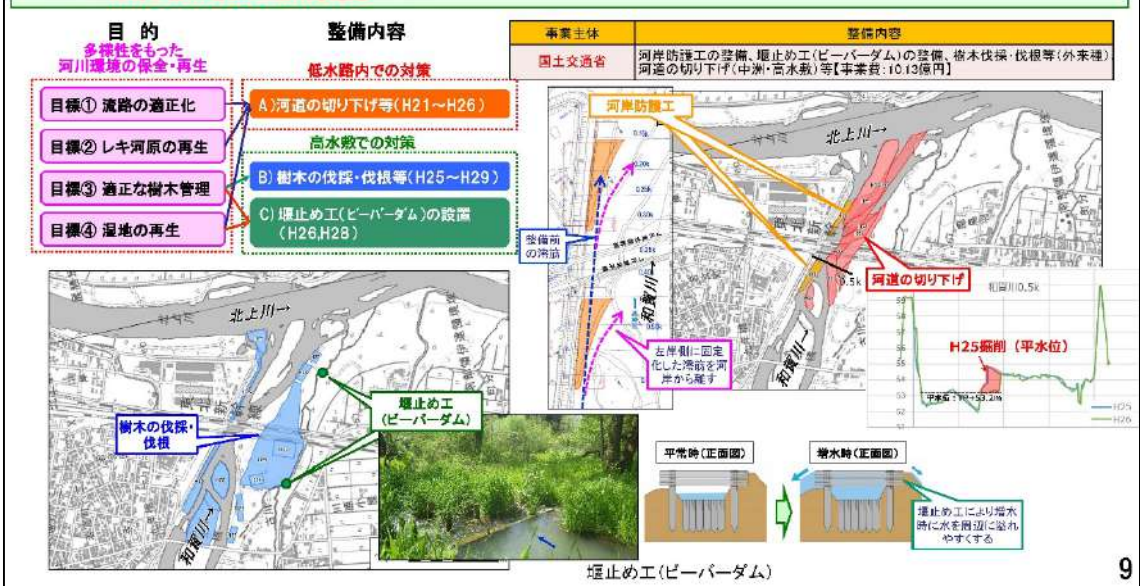 目 的
多様性をもった
河川環境の保全・再生
目標① 流路の適正化
目標② レキ河原の再生
目標③ 適正な樹木管理
目標④ 湿地の再生
整備内容
低水路内での対策
A)河道の切り下げ等(H21~H26)
高水敷での対策
B)樹木の伐採・伐根等(H25~H29)
C)堰止め工(ビーバーダム)の設置
(H26,H28)
事業主体
整備内容
国土交通省
河岸防護工の整備、堰止め工(ビーバーダム)の整備、樹木伐採・伐根等(外来種)
河道の切り下げ(中洲・高水敷)等【事業費:10.13億円】
河岸防護工
北上川→
整備前
の澪筋
和賀川→
0.5k
河道の切り下げ
左岸側に固定
化した澪筋を河
岸から離す
和賀川→
和賀川0.5k
H25掘削(平水位)
平水位:TP+53.2m
H25
H26
北上川→
樹木の伐採・
伐根
堰止め工
(ビーバーダム)
和賀川→
平常時(正面図)
増水時(正面図)
堰止め工により増水
時に水を周辺に溢れ
やすくする
堰止め工(ビーバーダム)
9